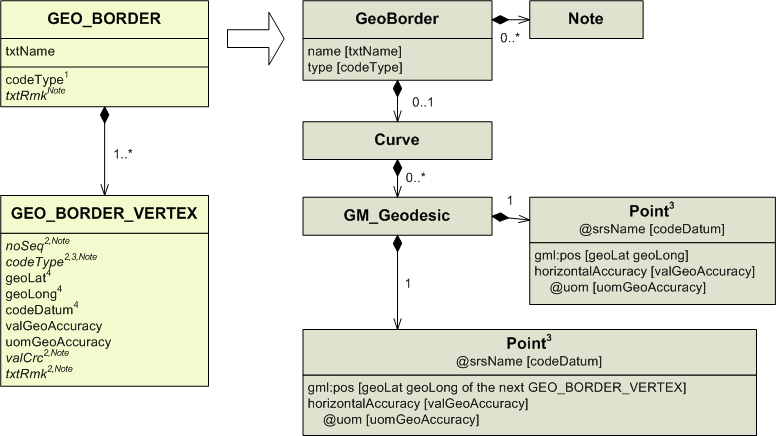 GEO_BORDER
txtName
codeType1
txtRmkNote
1..*
GEO_BORDER_VERTEX
noSeq2,Note
codeType2,3,Note
geoLat4
geoLong4
codeDatum4
valGeoAccuracy
uomGeoAccuracy
valCrc2,Note
txtRmk2,Note
GeoBorder
name [txtName]
type [codeType]
0..*
Note
0..1
Curve
0..*
GM_Geodesic
1
Point3
@srsName [codeDatum]
gml:pos [geoLat geoLong]
horizontalAccuracy [valGeoAccuracy]
@uom [uomGeoAccuracy]
1
Point3
@srsName [codeDatum]
gml:pos [geoLat geoLong of the next GEO_BORDER_VERTEX]
horizontalAccuracy [valGeoAccuracy]
@uom [uomGeoAccuracy]